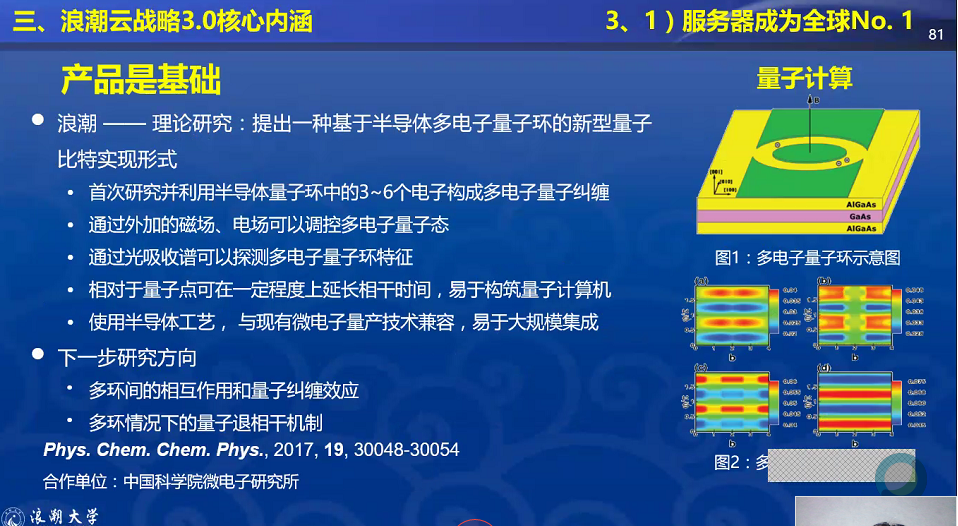 三、浪潮云战略3.0核心内涵
3、1）服务器成为全球No. 1
81
产品是基础
量子计算
浪潮 —— 理论研究：提出一种基于半导体多电子量子环的新型量子
比特实现形式
• 首次研究并利用半导体量子环中的3~6个电子构成多电子量子纠缠
• 通过外加的磁场、电场可以调控多电子量子态
• 通过光吸收谱可以探测多电子量子环特征
• 相对于量子点可在一定程度上延长相干时间，易于构筑量子计算机
• 使用半导体工艺， 与现有微电子量产技术兼容，易于大规模集成
下一步研究方向
• 多环间的相互作用和量子纠缠效应
• 多环情况下的量子退相干机制
Phys. Chem. Chem. Phys., 2017, 19, 30048-30054
合作单位：中国科学院微电子研究所
浪潮大学
B
[001]
[010]
[100]
AlGaAs
GaAs
AlGaAs
图1：多电子量子环示意图
(a)
(b)
(c)
(d)
图2：多